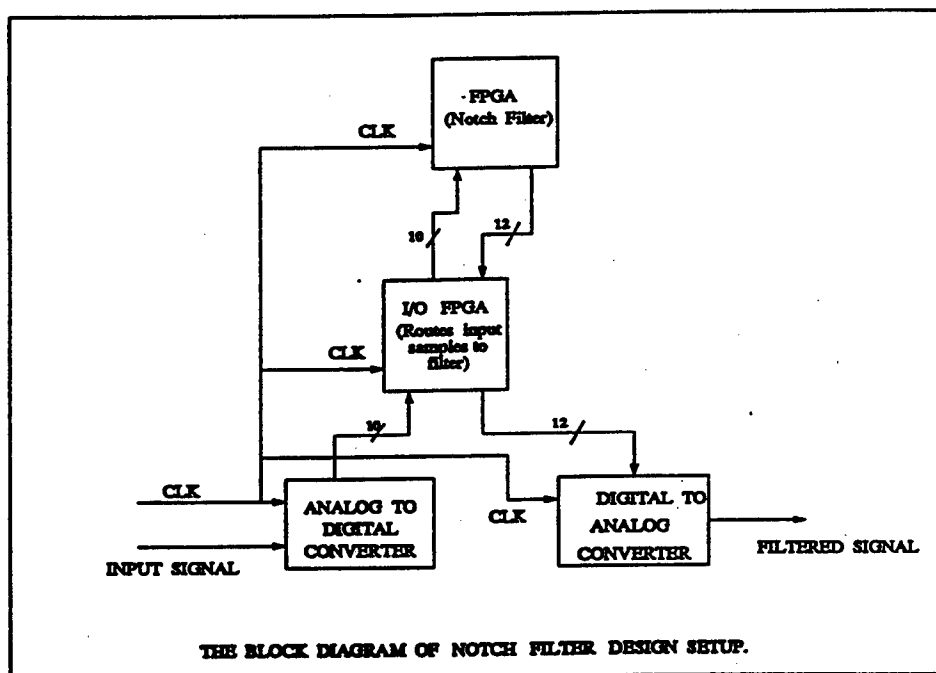 FPGA
(Notch Filter)
CLK
10
12
I/O FPGA
(Routes input
samples to
filter)
CLK
10
12
CLK
ANALOG TO
DIGITAL
CONVERTER
CLK
DIGITAL TO
ANALOG
CONVERTER
INPUT SIGNAL
FILTERED SIGNAL
THE BLOCK DIAGRAM OF NOTCH FILTER DESIGN SETUP.